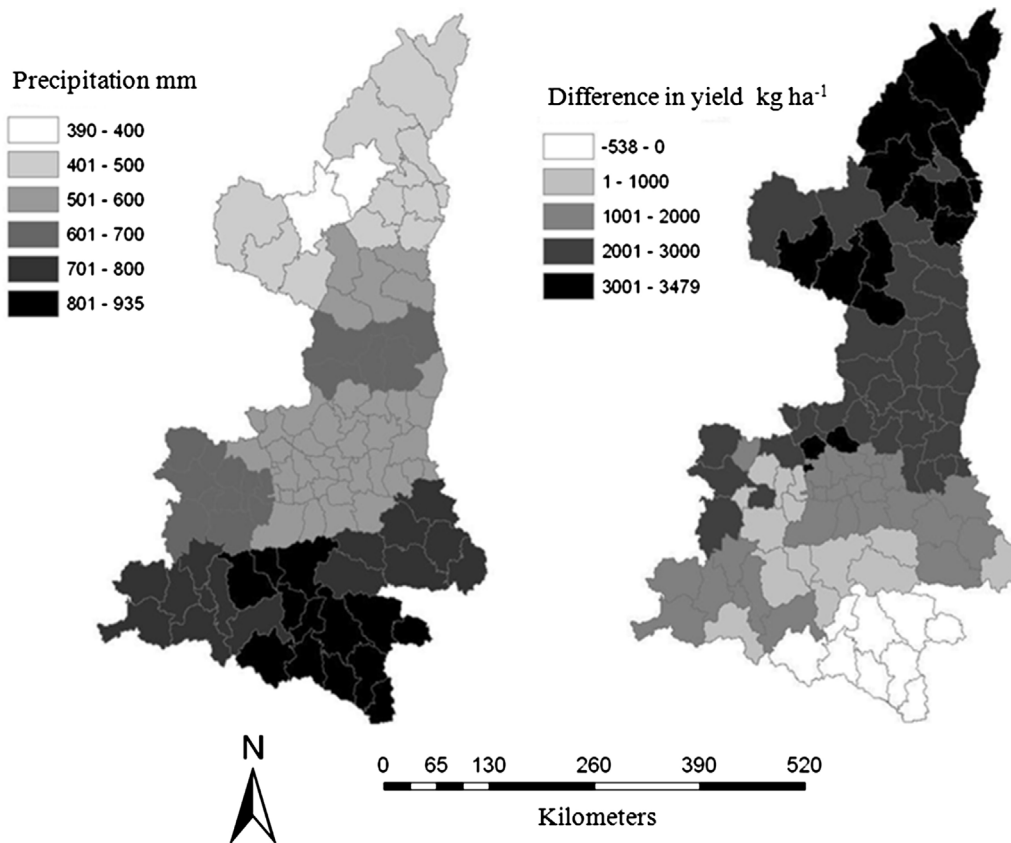 Precipitation mm
390 - 400
401 - 500
501 - 600
601 - 700
701 - 800
801 - 935
Difference in yield kg ha-1
-538 - 0
1 - 1000
1001 - 2000
2001 - 3000
3001 - 3479
N
0 65 130 260 390 520
Kilometers